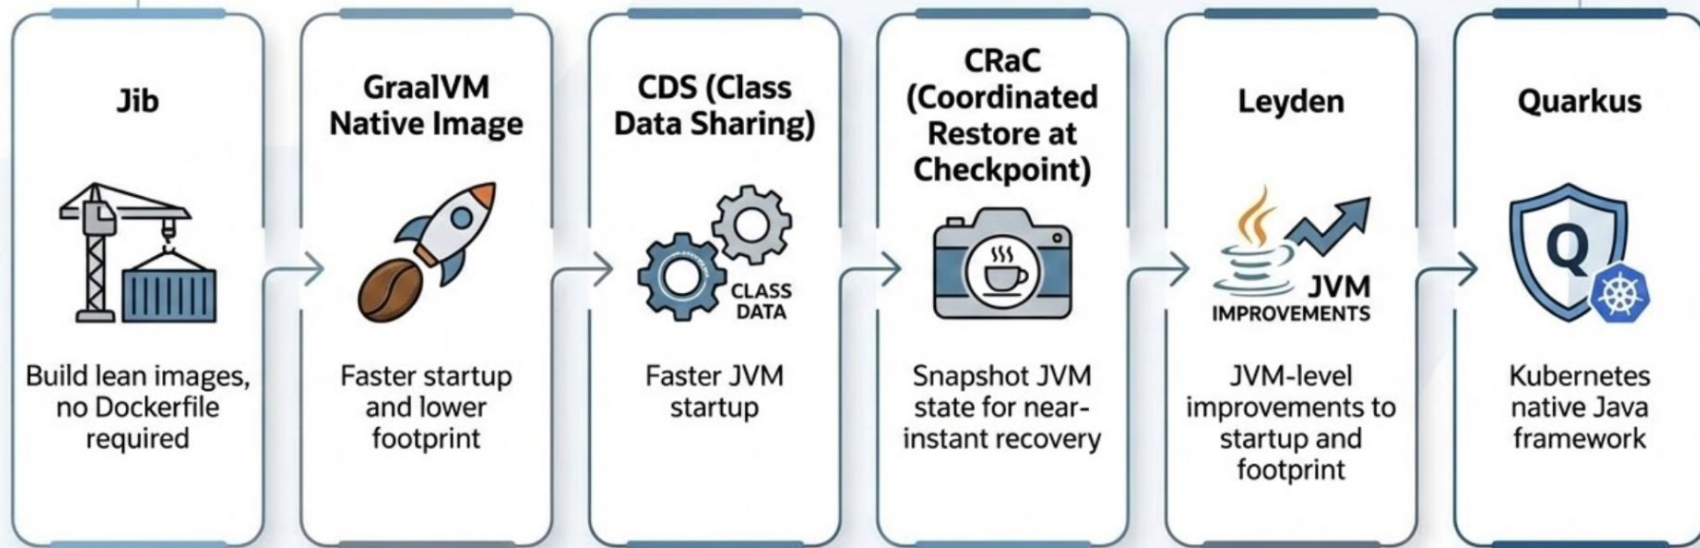 Jib
Build lean images,
no Dockerfile
required
GraalVM
Native Image
Faster startup
and lower
footprint
CDS (Class
Data Sharing)
CLASS
DATA
Faster JVM
startup
CRaC
(Coordinated
Restore at
Checkpoint)
Snapshot JVM
state for near-
instant recovery
Leyden
JVM
IMPROVEMENTS
JVM-level
improvements to
startup and
footprint
Quarkus
Q
Kubernetes
native Java
framework